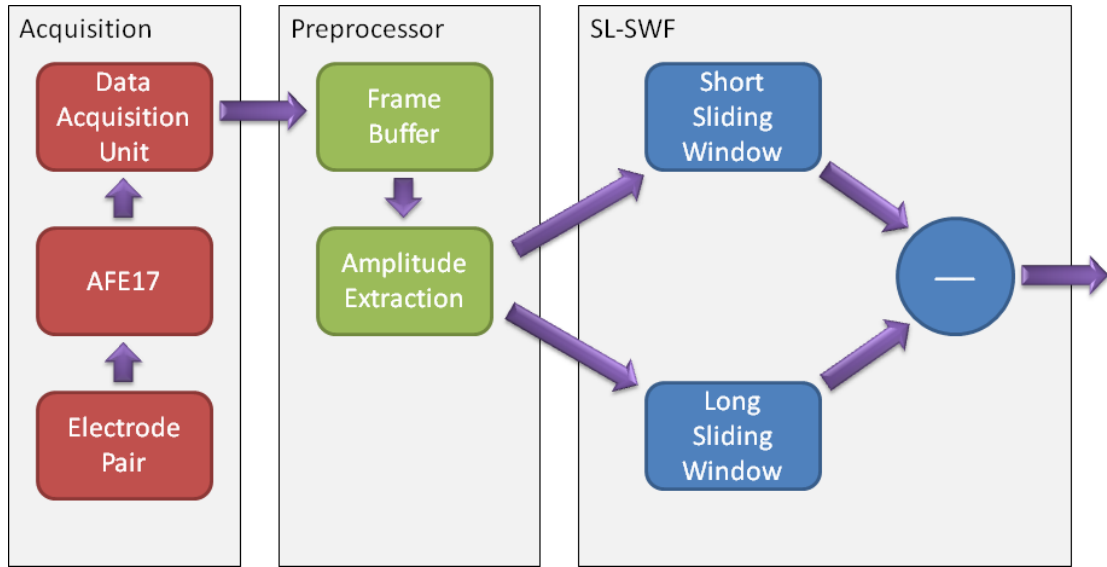 Acquisition
Data
Acquisition
Unit
AFE17
Electrode
Pair
Preprocessor
Frame
Buffer
Amplitude
Extraction
SL-SWF
Short
Sliding
Window
Long
Sliding
Window
—